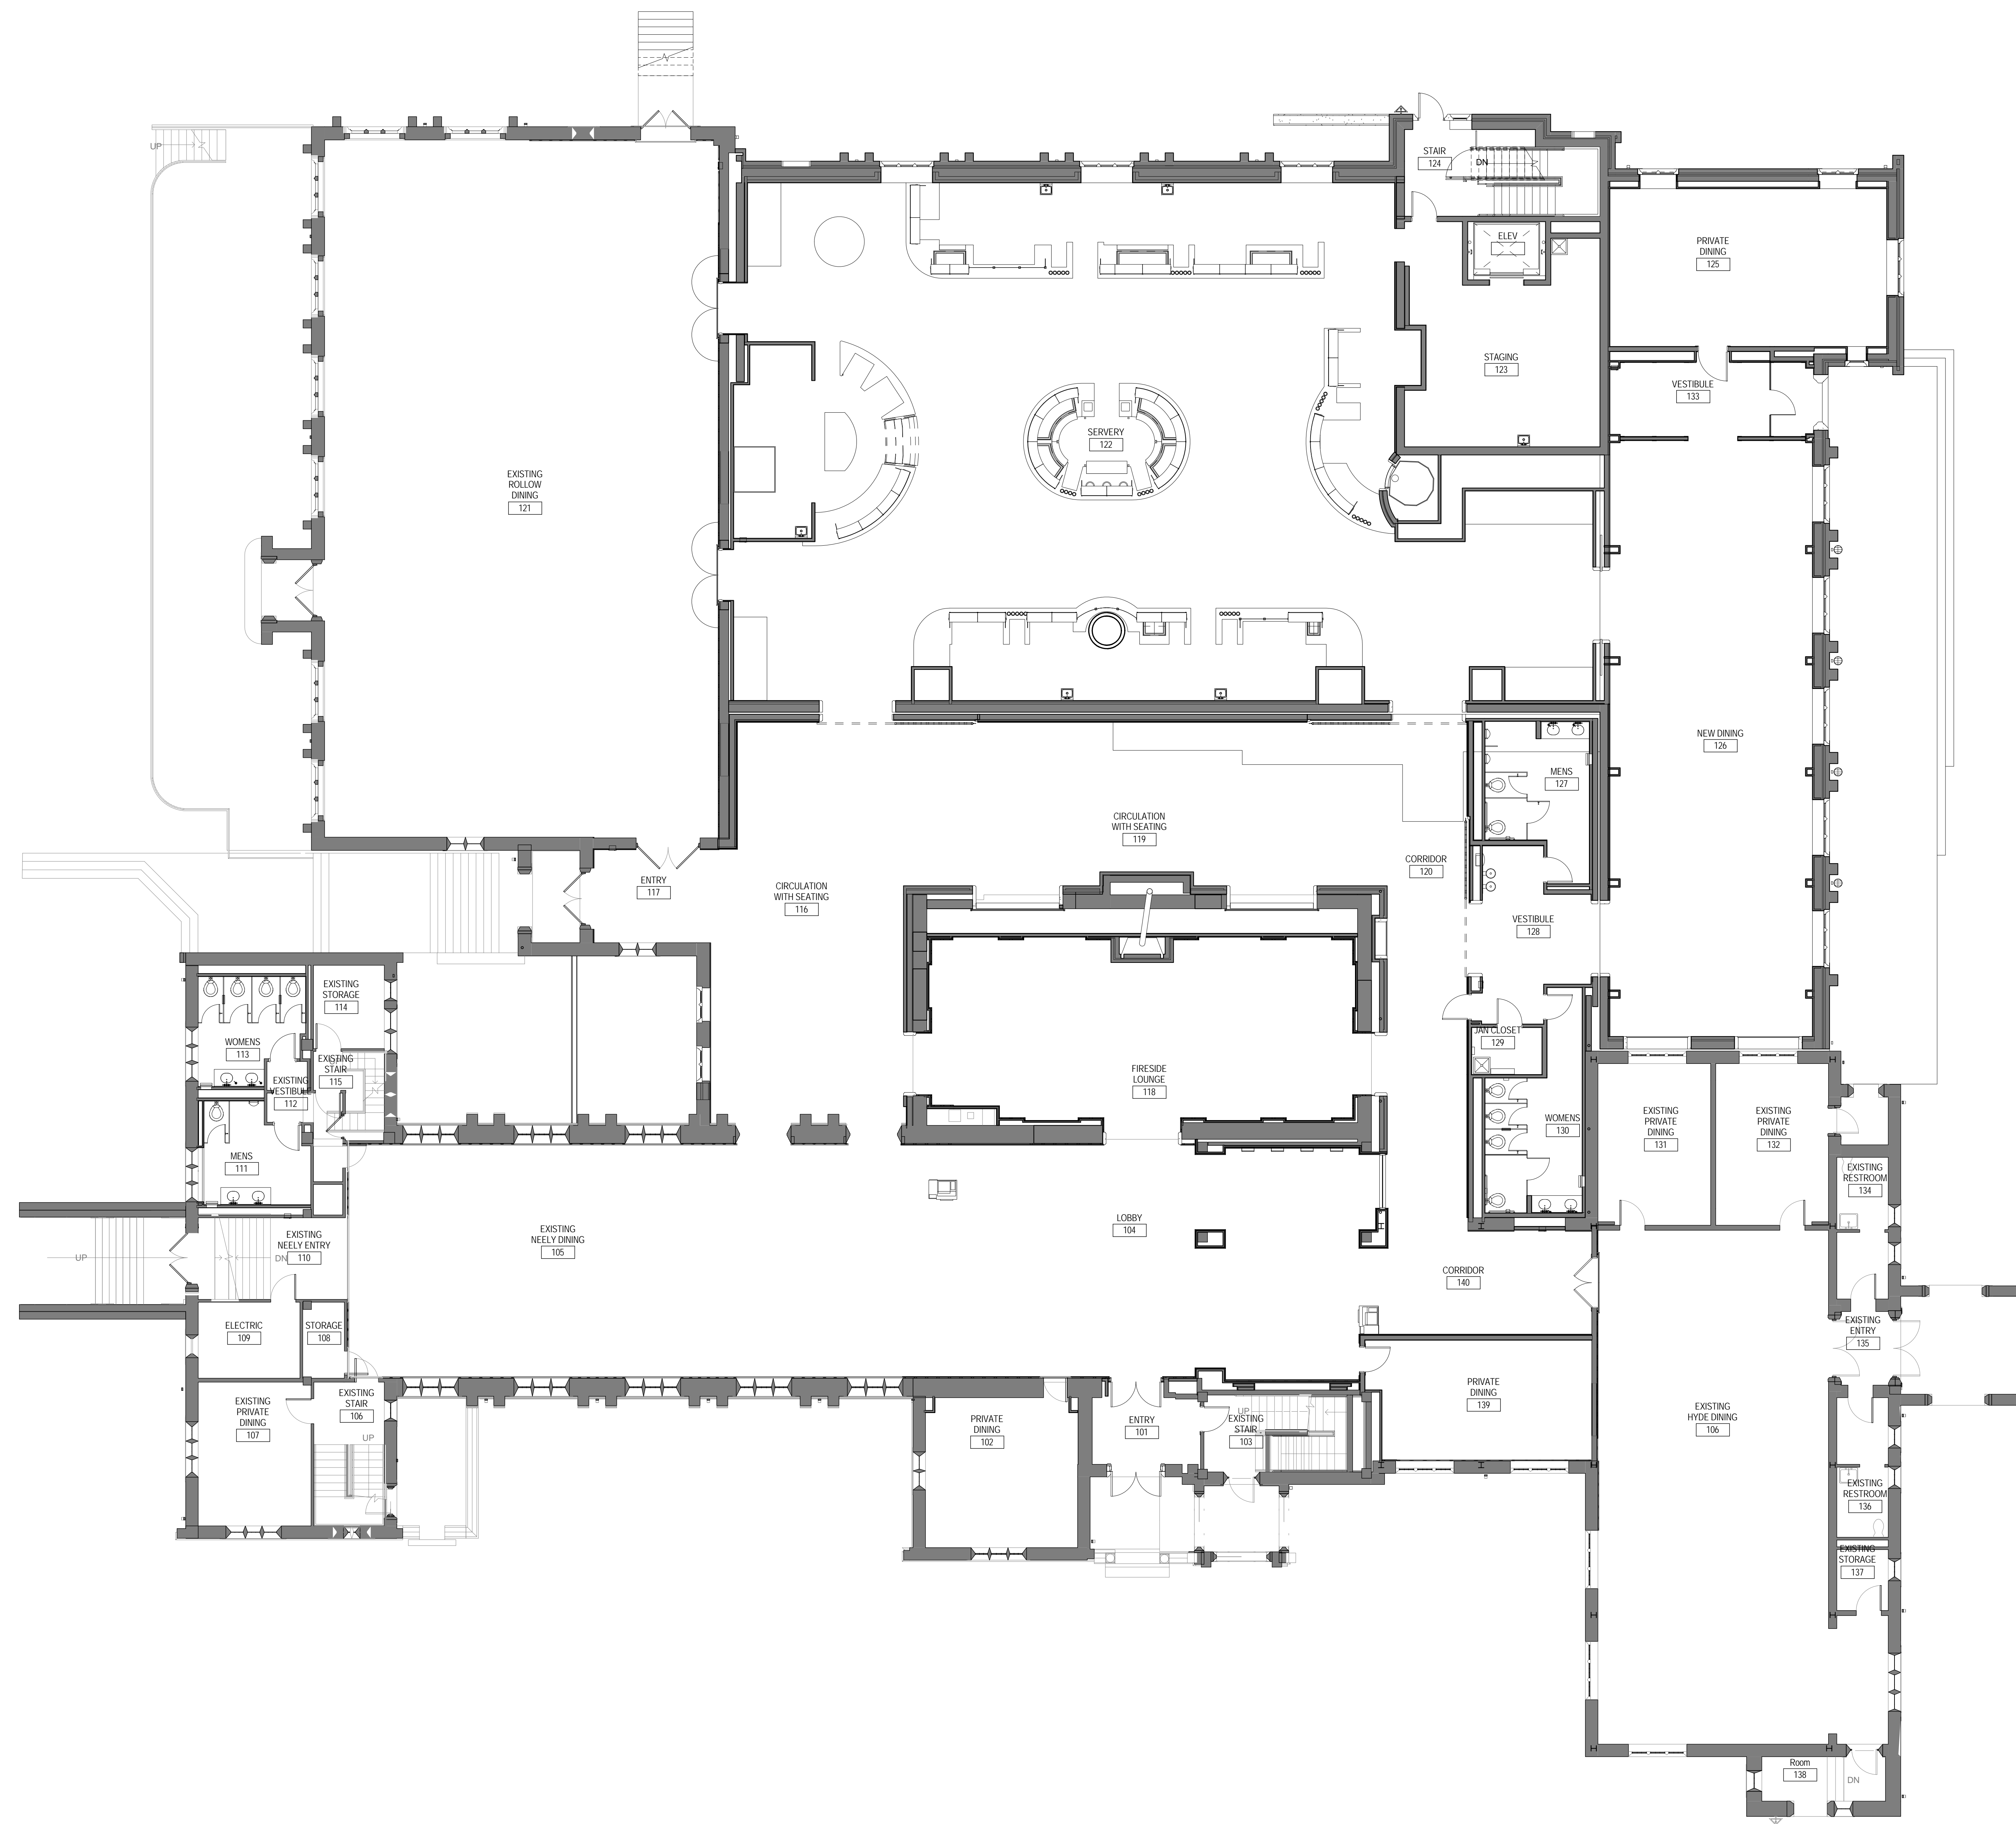 UP
STAIR
124
DN
ELEV
PRIVATE
DINING
125
STAGING
123
VESTIBULE
133
SERVERY
122
EXISTING
ROLLOW
DINING
121
NEW DINING
126
MENS
127
CIRCULATION
WITH SEATING
119
CORRIDOR
120
ENTRY
117
CIRCULATION
WITH SEATING
116
VESTIBULE
128
EXISTING
STORAGE
114
WOMENS
113
EXISTING
STAIR
115
UP
EXISTING
VESTIBULE
112
JAN CLOSET
129
FIRESIDE
LOUNGE
118
WOMENS
130
EXISTING
PRIVATE
DINING
131
EXISTING
PRIVATE
DINING
132
MENS
111
EXISTING
RESTROOM
134
LOBBY
104
EXISTING
NEELY DINING
105
EXISTING
NEELY ENTRY
110
UP
DN
CORRIDOR
140
ELECTRIC
109
STORAGE
108
EXISTING
ENTRY
135
EXISTING
STAIR
106
UP
EXISTING
PRIVATE
DINING
107
PRIVATE
DINING
102
ENTRY
101
UP
EXISTING
STAIR
103
PRIVATE
DINING
139
EXISTING
HYDE DINING
106
EXISTING
RESTROOM
136
EXISTING
STORAGE
137
Room
138
DN